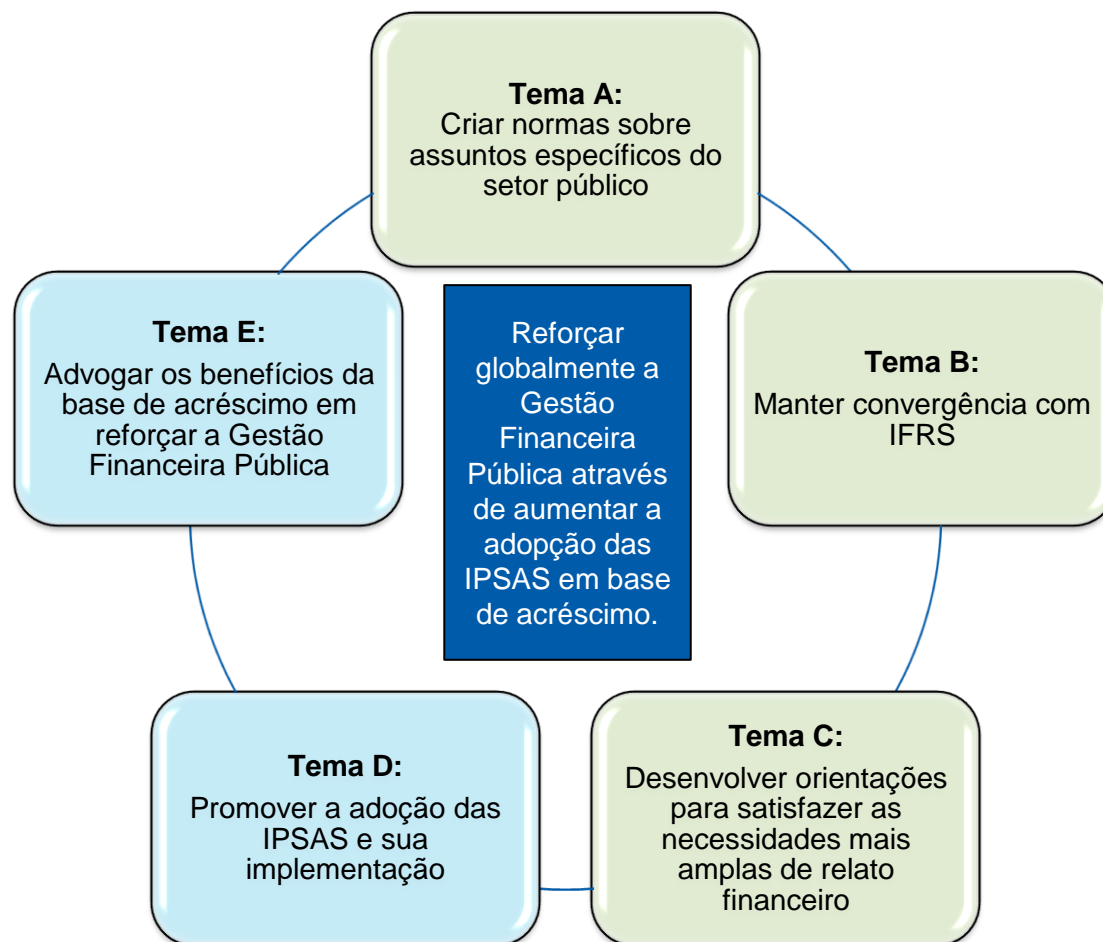 Tema A:
Criar normas sobre
assuntos específicos do
setor público
Tema B:
Manter convergência com
IFRS
Tema C:
Desenvolver orientações
para satisfazer as
necessidades mais
amplas de relato
financeiro
Tema D:
Promover a adoção das
IPSAS e sua
implementação
Tema E:
Advogar os benefícios da
base de acréscimo em
reforçar a Gestão
Financeira Pública
Reforçar
globalmente a
Gestão
Financeira
Pública através
de aumentar a
adopção das
IPSAS em base
de acréscimo.